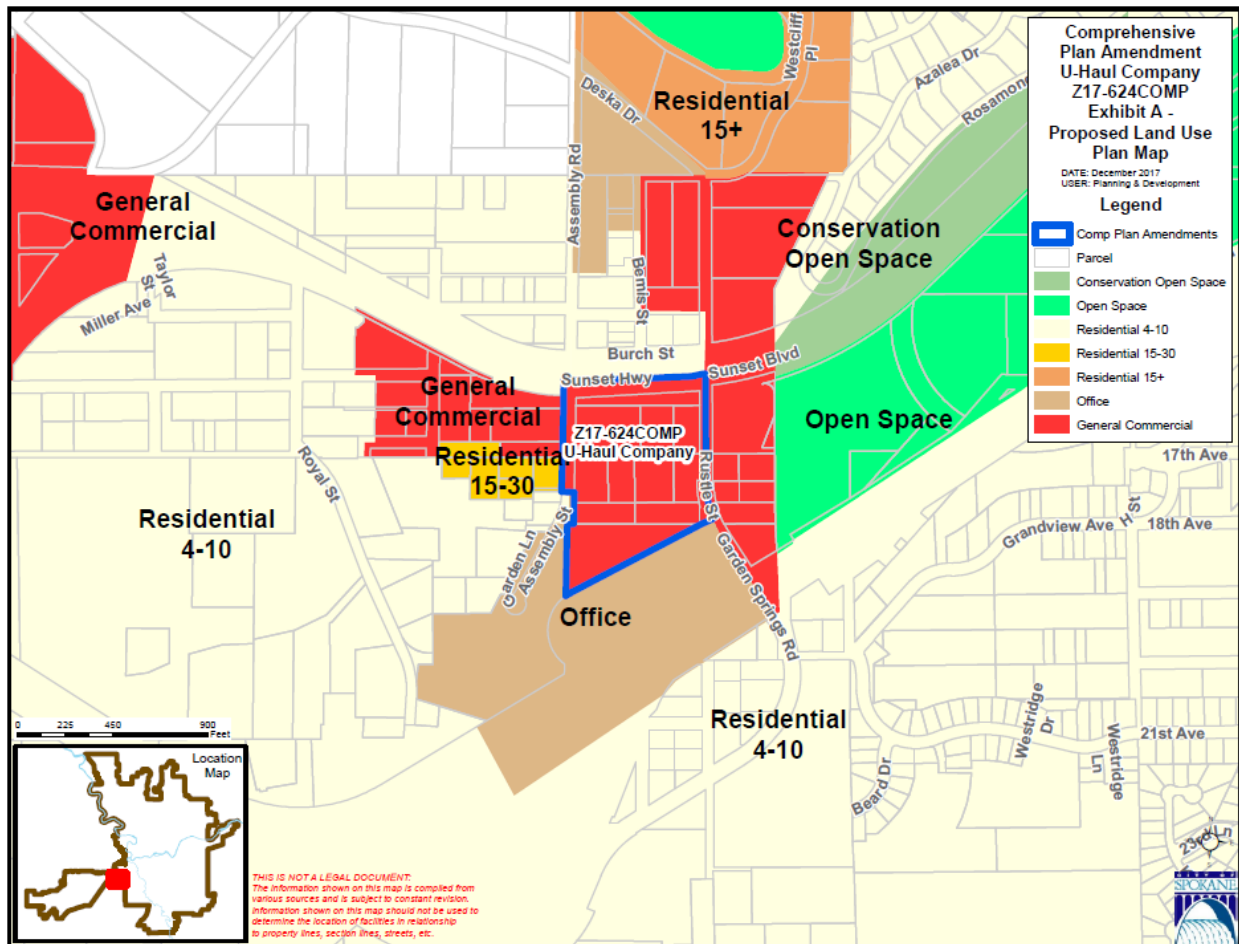 Comprehensive
Plan Amendment
U-Haul Company
Z17-624COMP
Exhibit A -
Proposed Land Use
Plan Map
DATE: December 2017
USER: Planning & Development
Legend
Comp Plan Amendments
Parcel
Conservation Open Space
Open Space
Residential 4-10
Residential 15-30
Residential 15+
Office
General Commercial
Westcliff
Pl
Azalea Dr
Deska Dr
Residential
15+
Rosamond
Assembly Rd
General
Commercial
Conservation
Open Space
Taylor
St
Bemis St
Miller Ave
Burch St
Sunset Blvd
Sunset Hwy
General
Commercial
Open Space
Z17-624COMP
U-Haul Company
Residential
15-30
Rustle St
Royal St
17th Ave
H St
18th Ave
Grandview Ave
Residential
4-10
Garden Ln
Assembly St
Garden Springs Rd
Office
Residential
4-10
Westridge
Dr
Westridge
Ln
21st Ave
Beard Dr
23rd Ln
0 225 450 900
Feet
Location
Map
THIS IS NOT A LEGAL DOCUMENT:
The information shown on this map is compiled from
various sources and is subject to constant revision.
Information shown on this map should not be used to
determine the location of facilities in relationship
to property lines, section lines, streets, etc.
CITY OF
SPOKANE